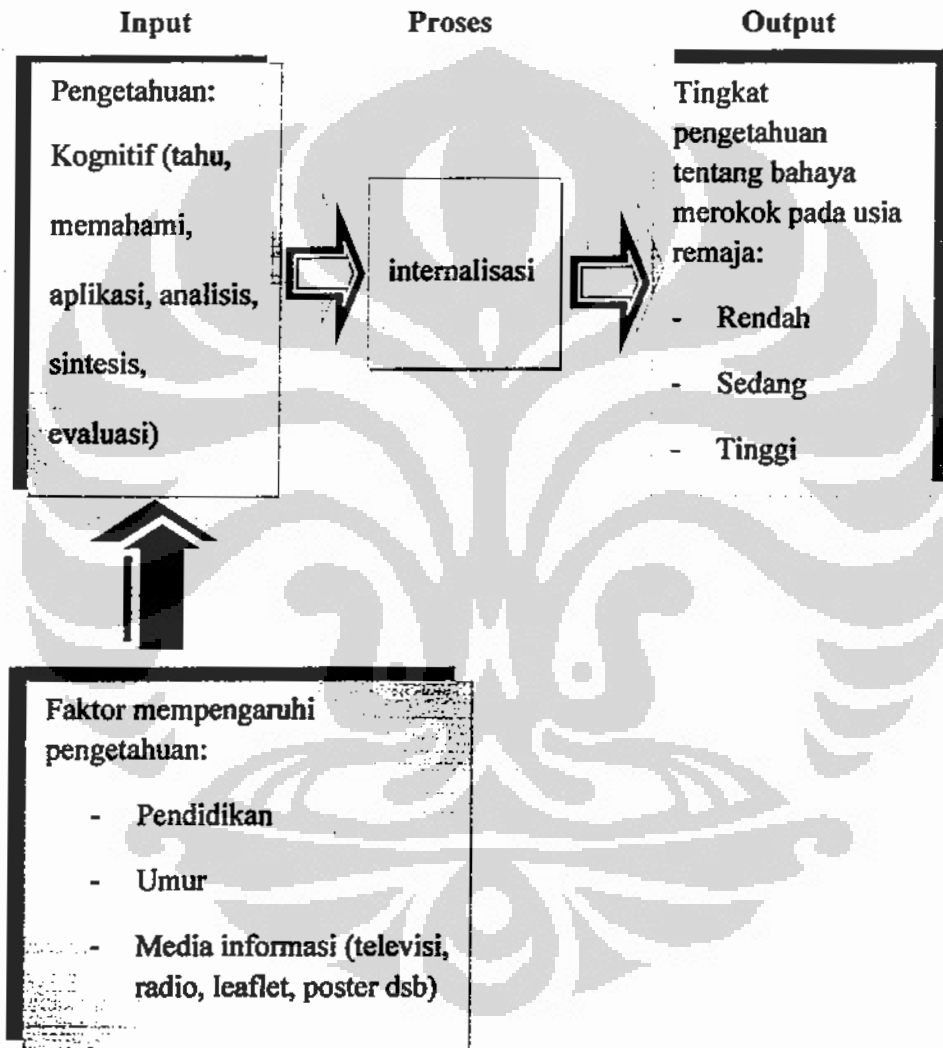 Input Proses Output
Pengetahuan:
Kognitif (tahu,
memahami,
aplikasi, analisis,
sintesis,
evaluasi)
internalisasi
Tingkat
pengetahuan
tentang bahaya
merokok pada usia
remaja:
- Rendah
- Sedang
- Tinggi
Faktor mempengaruhi
pengetahuan:
- Pendidikan
- Umur
- Media informasi (televisi,
radio, leaflet, poster dsb)